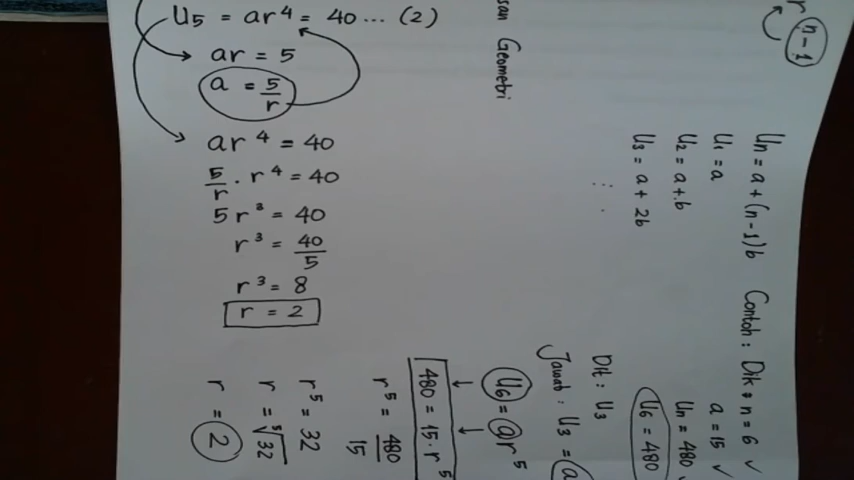 U5 = ar⁴ = 40 ... (2)
ar = 5
a = 5/r
ar⁴ = 40
5/r · r⁴ = 40
5r³ = 40
r³ = 40/5
r³ = 8
r = 2
r n-1
Un = a + (n-1)b
U1 = a
U2 = a + b
U3 = a + 2b
Geometri
Contoh : Dik : n = 6 ✓
a = 15 ✓
Un = 480
U6 = 480
Dit : U3
Jawab : U3 = a
U6 = a r⁵
480 = 15 . r⁵
r⁵ = 480/15
r⁵ = 32
r = ⁵√32
r = 2